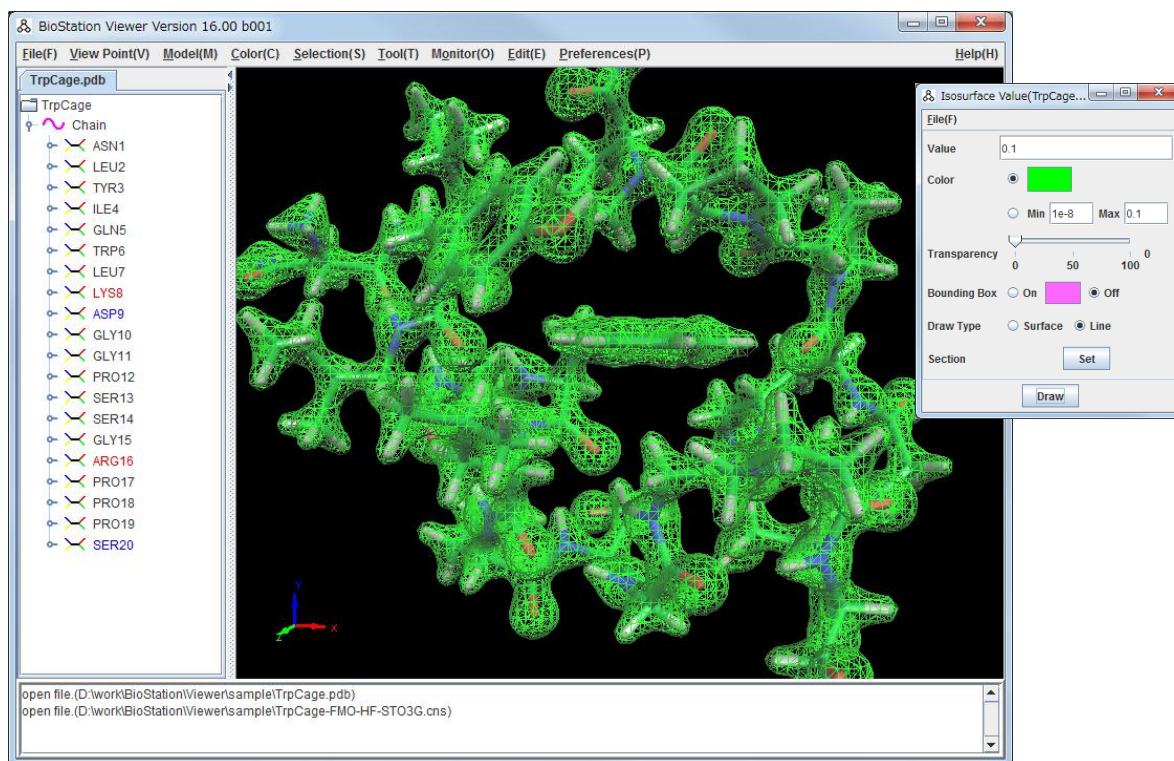 BioStation Viewer Version 16.00 b001
File(F) View Point(V) Model(M) Color(C) Selection(S) Tool(T) Monitor(O) Edit(E) Preferences(P) Help(H)
TrpCage.pdb
TrpCage
Chain
ASN1
LEU2
TYR3
ILE4
GLN5
TRP6
LEU7
LYS8
ASP9
GLY10
GLY11
PRO12
SER13
SER14
GLY15
ARG16
PRO17
PRO18
PRO19
SER20
Y
X
Z
Isosurface Value(TrpCage...
File(F)
Value 0.1
Color
Min 1e-8 Max 0.1
Transparency 0
0 50 100
Bounding Box On Off
Draw Type Surface Line
Section Set
Draw
open file.(D:\work\BioStation\Viewer\sample\TrpCage.pdb)
open file.(D:\work\BioStation\Viewer\sample\TrpCage-FMO-HF-STO3G.cns)